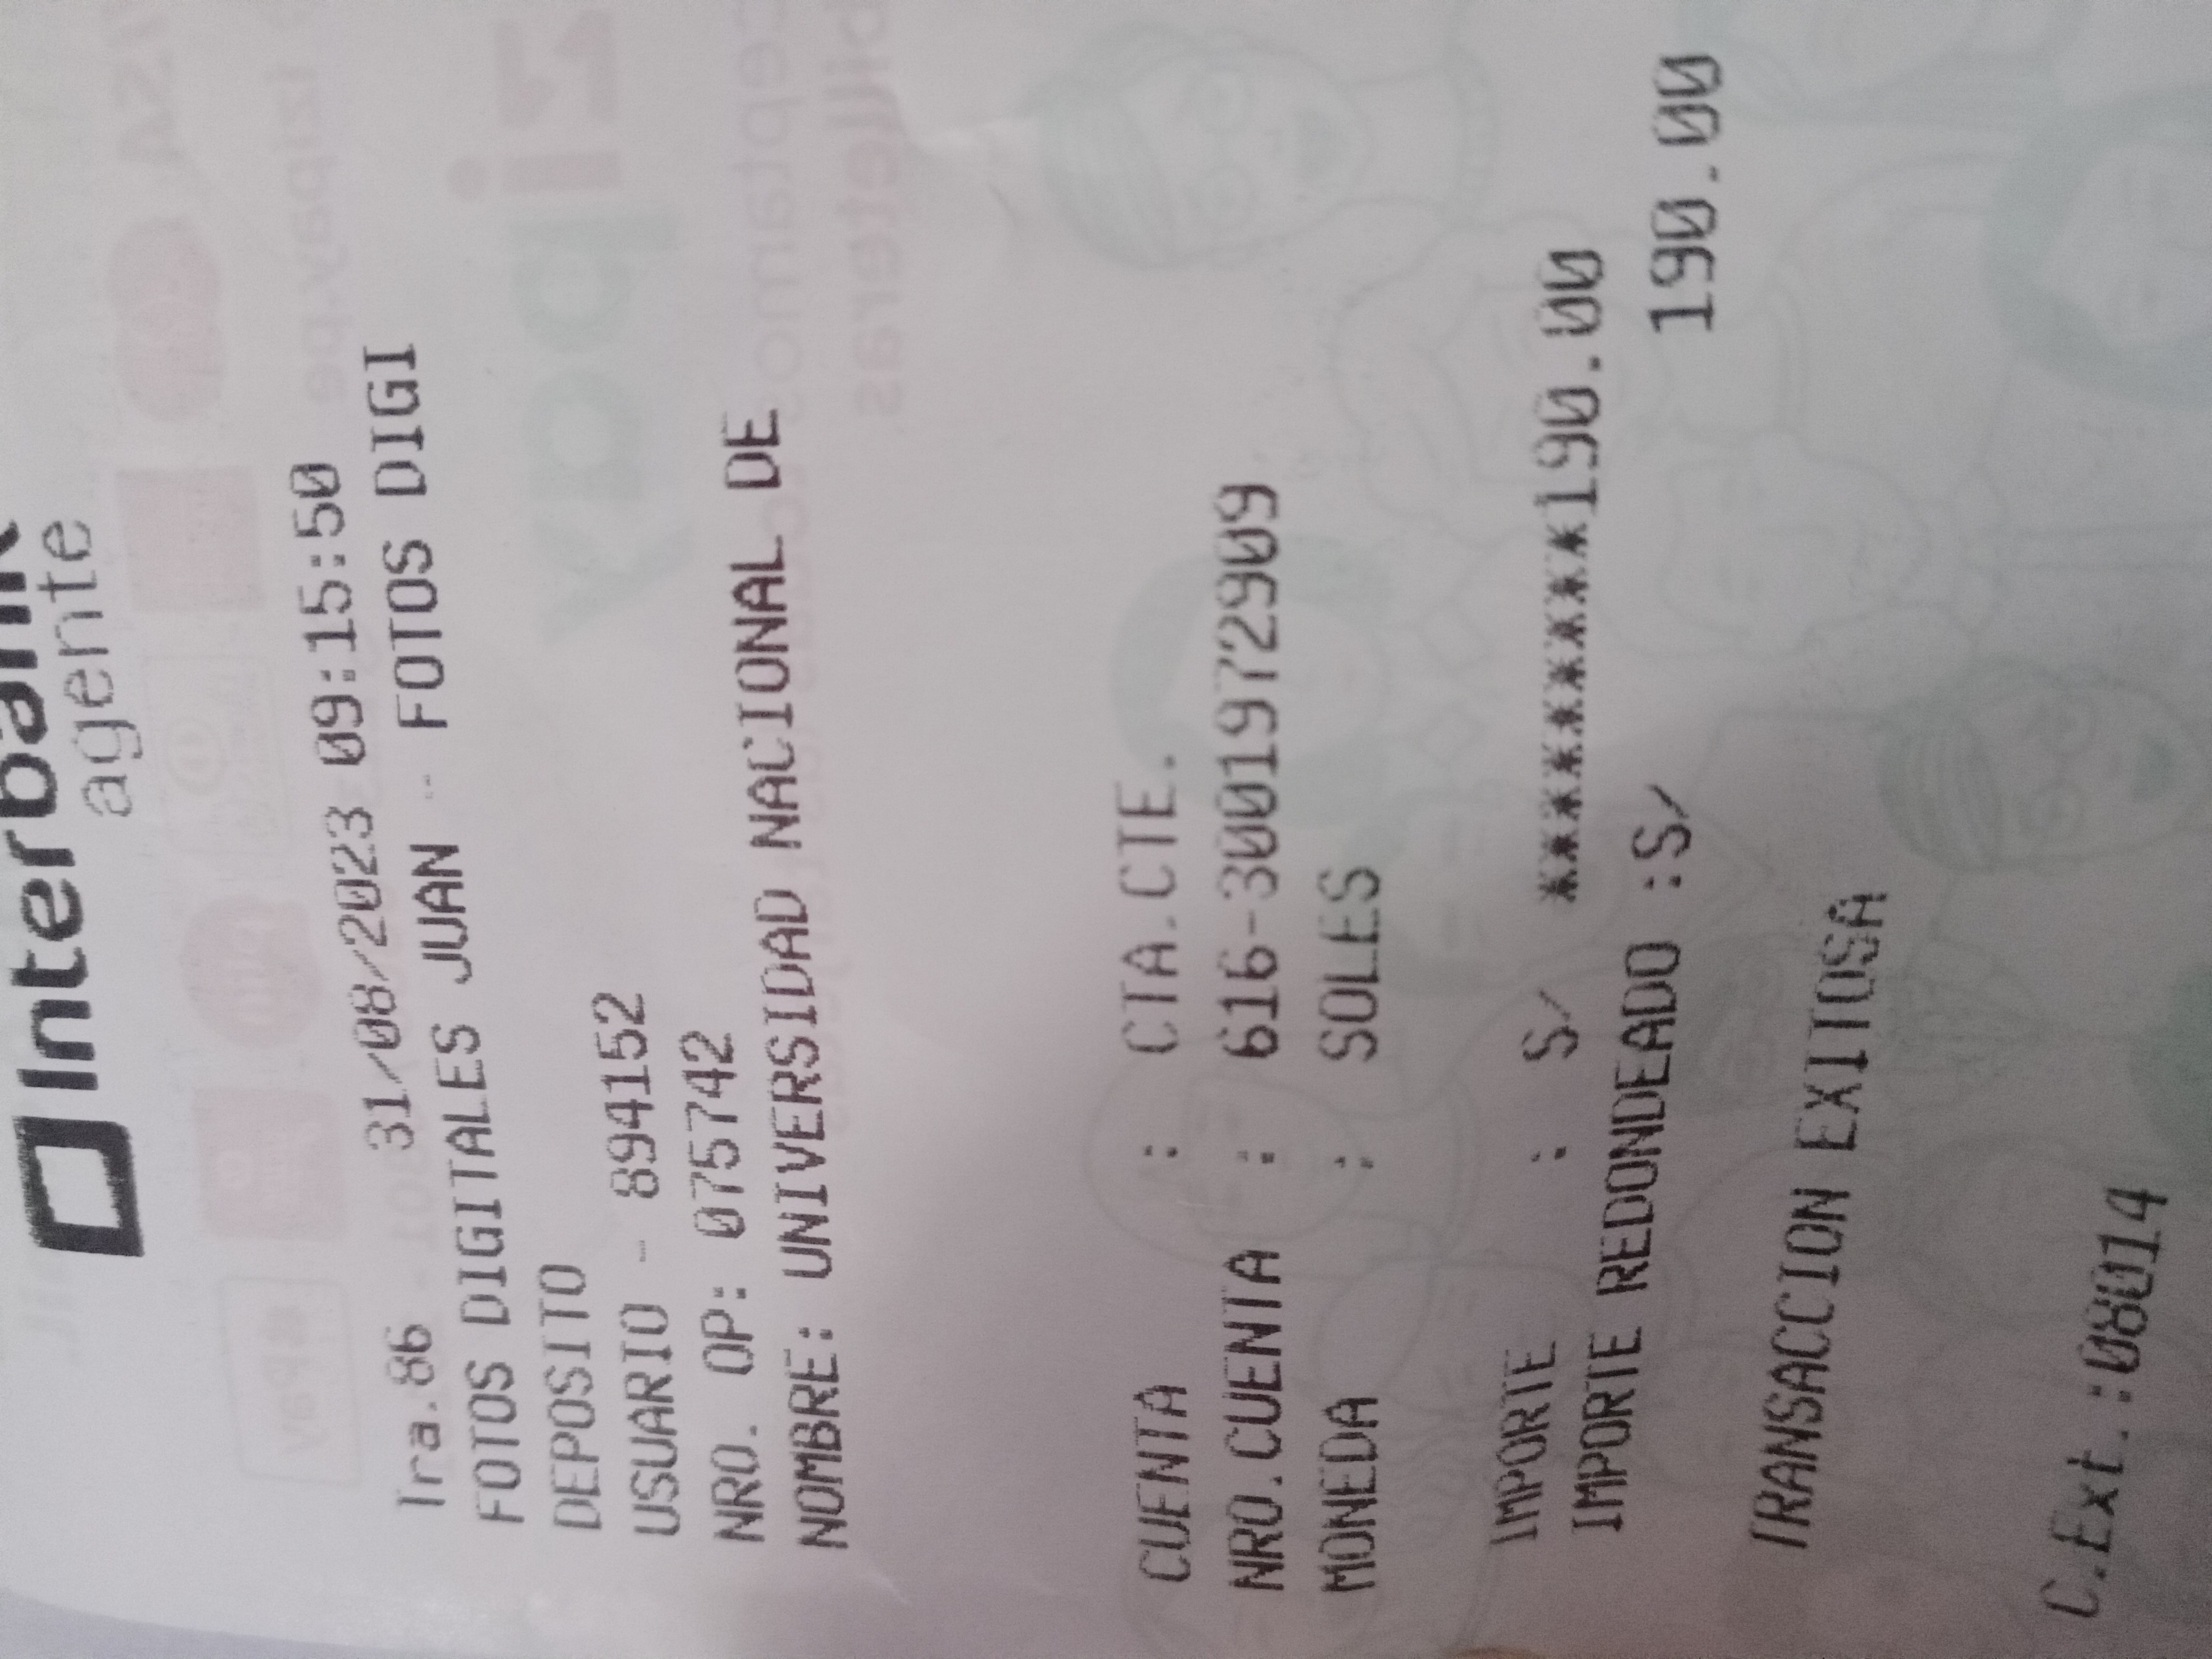 Interbank
agente
Tra.86 31/08/2023 09:15:50
FOTOS DIGITALES JUAN - FOTOS DIGI
DEPOSITO
USUARIO - 894152
NRO. OP: 075742
NOMBRE: UNIVERSIDAD NACIONAL DE
CUENTA : CTA.CTE.
NRO.CUENTA : 616-3001972909
MONEDA : SOLES
IMPORTE : S/ *********190.00
IMPORTE REDONDEADO :S/ 190.00
TRANSACCION EXITOSA
C.Ext.:08014